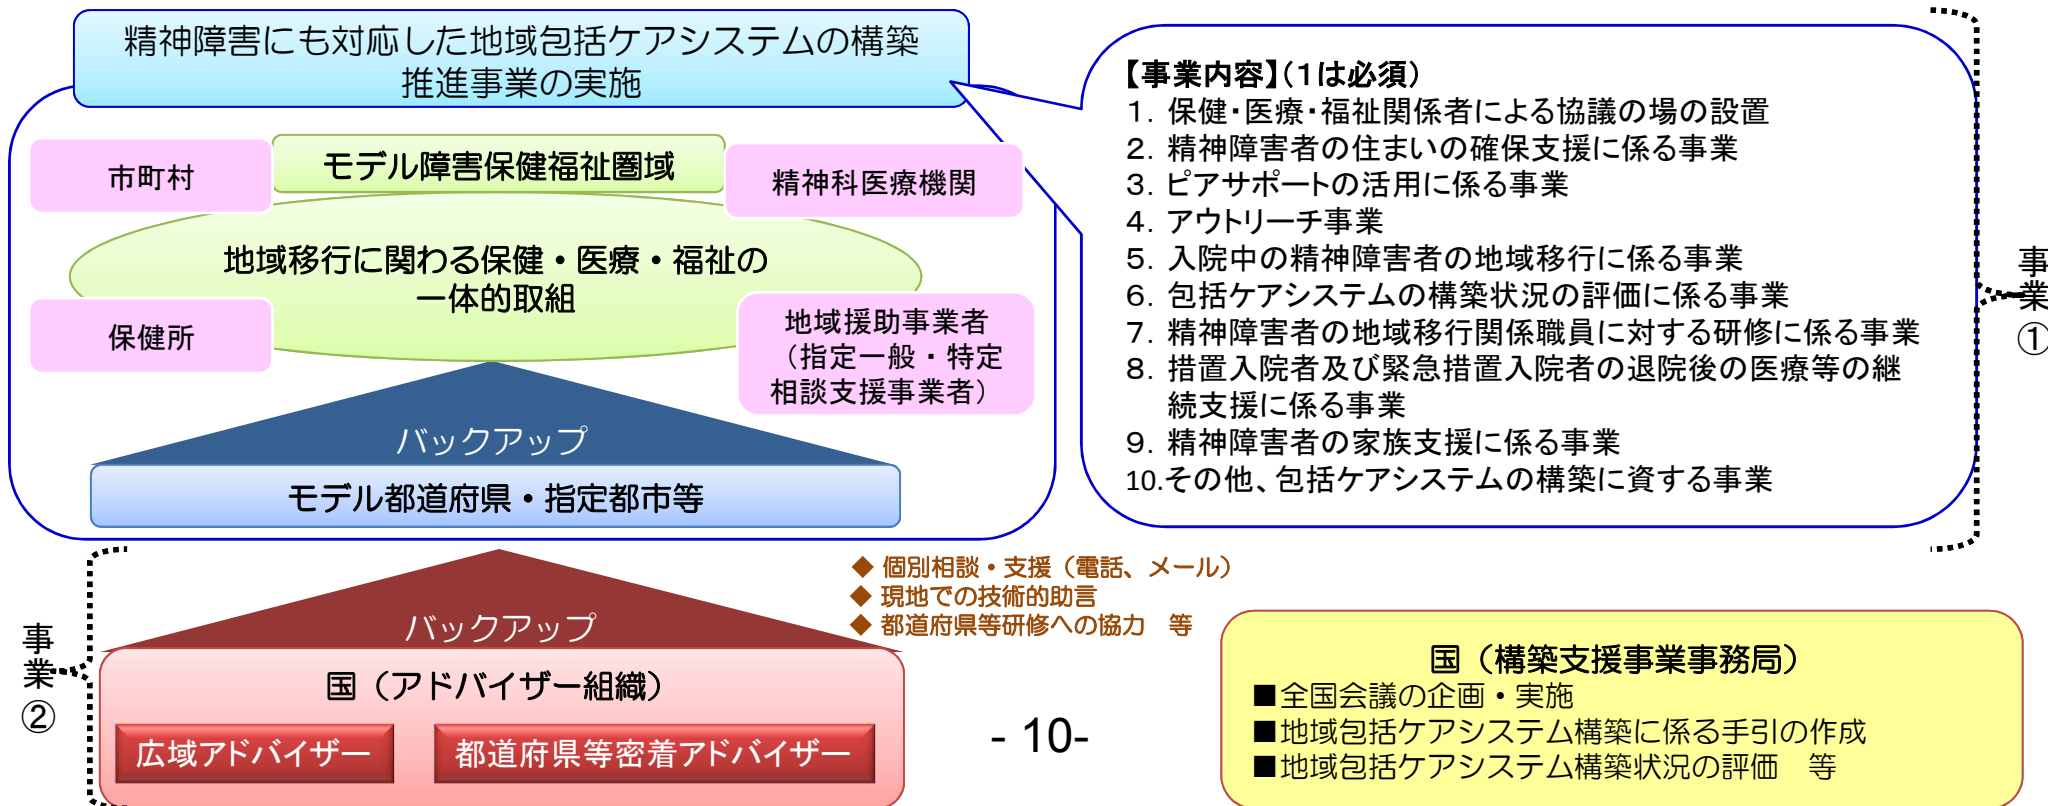 精神障害にも対応した地域包括ケアシステムの構築
推進事業の実施
市町村
モデル障害保健福祉圏域
精神科医療機関
地域移行に関わる保健・医療・福祉の
一体的取組
保健所
地域援助事業者
（指定一般・特定
相談支援事業者）
バックアップ
モデル都道府県・指定都市等
【事業内容】（１は必須）
１．保健・医療・福祉関係者による協議の場の設置
２．精神障害者の住まいの確保支援に係る事業
３．ピアサポートの活用に係る事業
４．アウトリーチ事業
５．入院中の精神障害者の地域移行に係る事業
６．包括ケアシステムの構築状況の評価に係る事業
７．精神障害者の地域移行関係職員に対する研修に係る事業
８．措置入院者及び緊急措置入院者の退院後の医療等の継
続支援に係る事業
９．精神障害者の家族支援に係る事業
10.その他、包括ケアシステムの構築に資する事業
事業①
◆ 個別相談・支援（電話、メール）
◆ 現地での技術的助言
◆ 都道府県等研修への協力　等
バックアップ
事業②
国（アドバイザー組織）
広域アドバイザー
都道府県等密着アドバイザー
- 10-
国（構築支援事業事務局）
■全国会議の企画・実施
■地域包括ケアシステム構築に係る手引の作成
■地域包括ケアシステム構築状況の評価　等